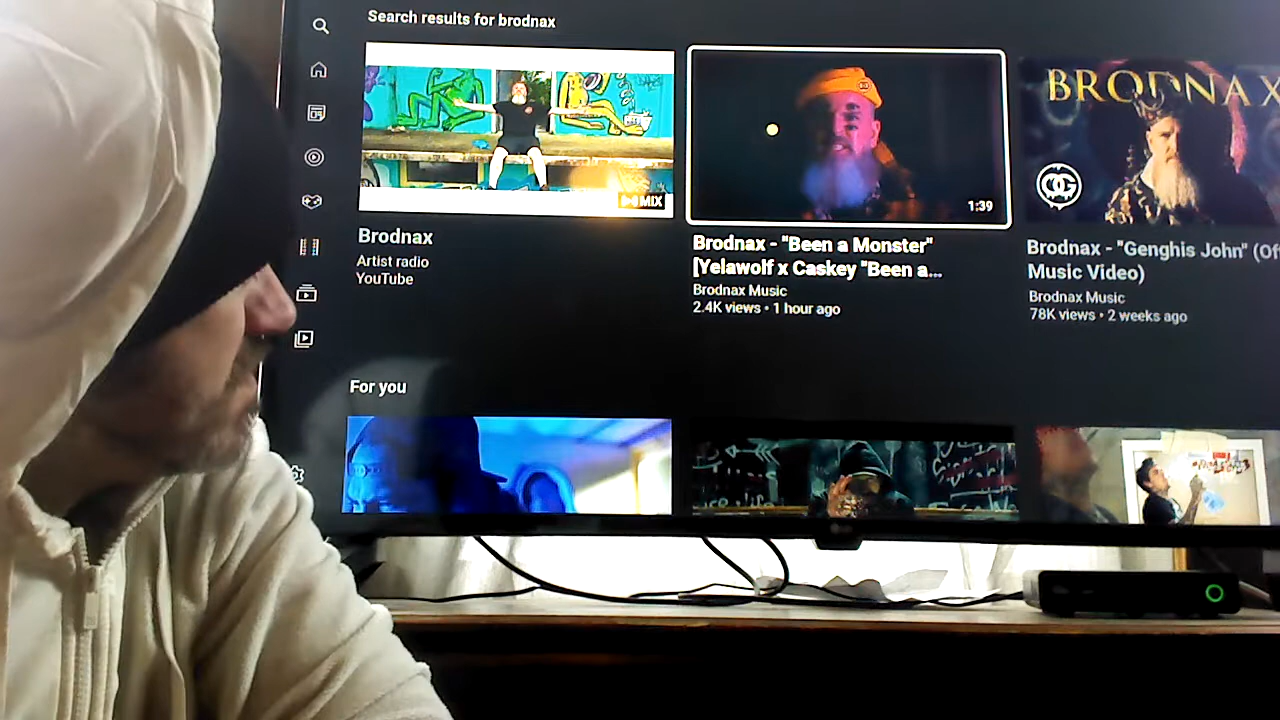 Search results for brodnax
MIX
Brodnax
Artist radio
YouTube
1:39
Brodnax - "Been a Monster"
[Yelawolf x Caskey "Been a...
Brodnax Music
2.4K views • 1 hour ago
BRODNAX
OG
Brodnax - "Genghis John" (Of
Music Video)
Brodnax Music
78K views • 2 weeks ago
For you